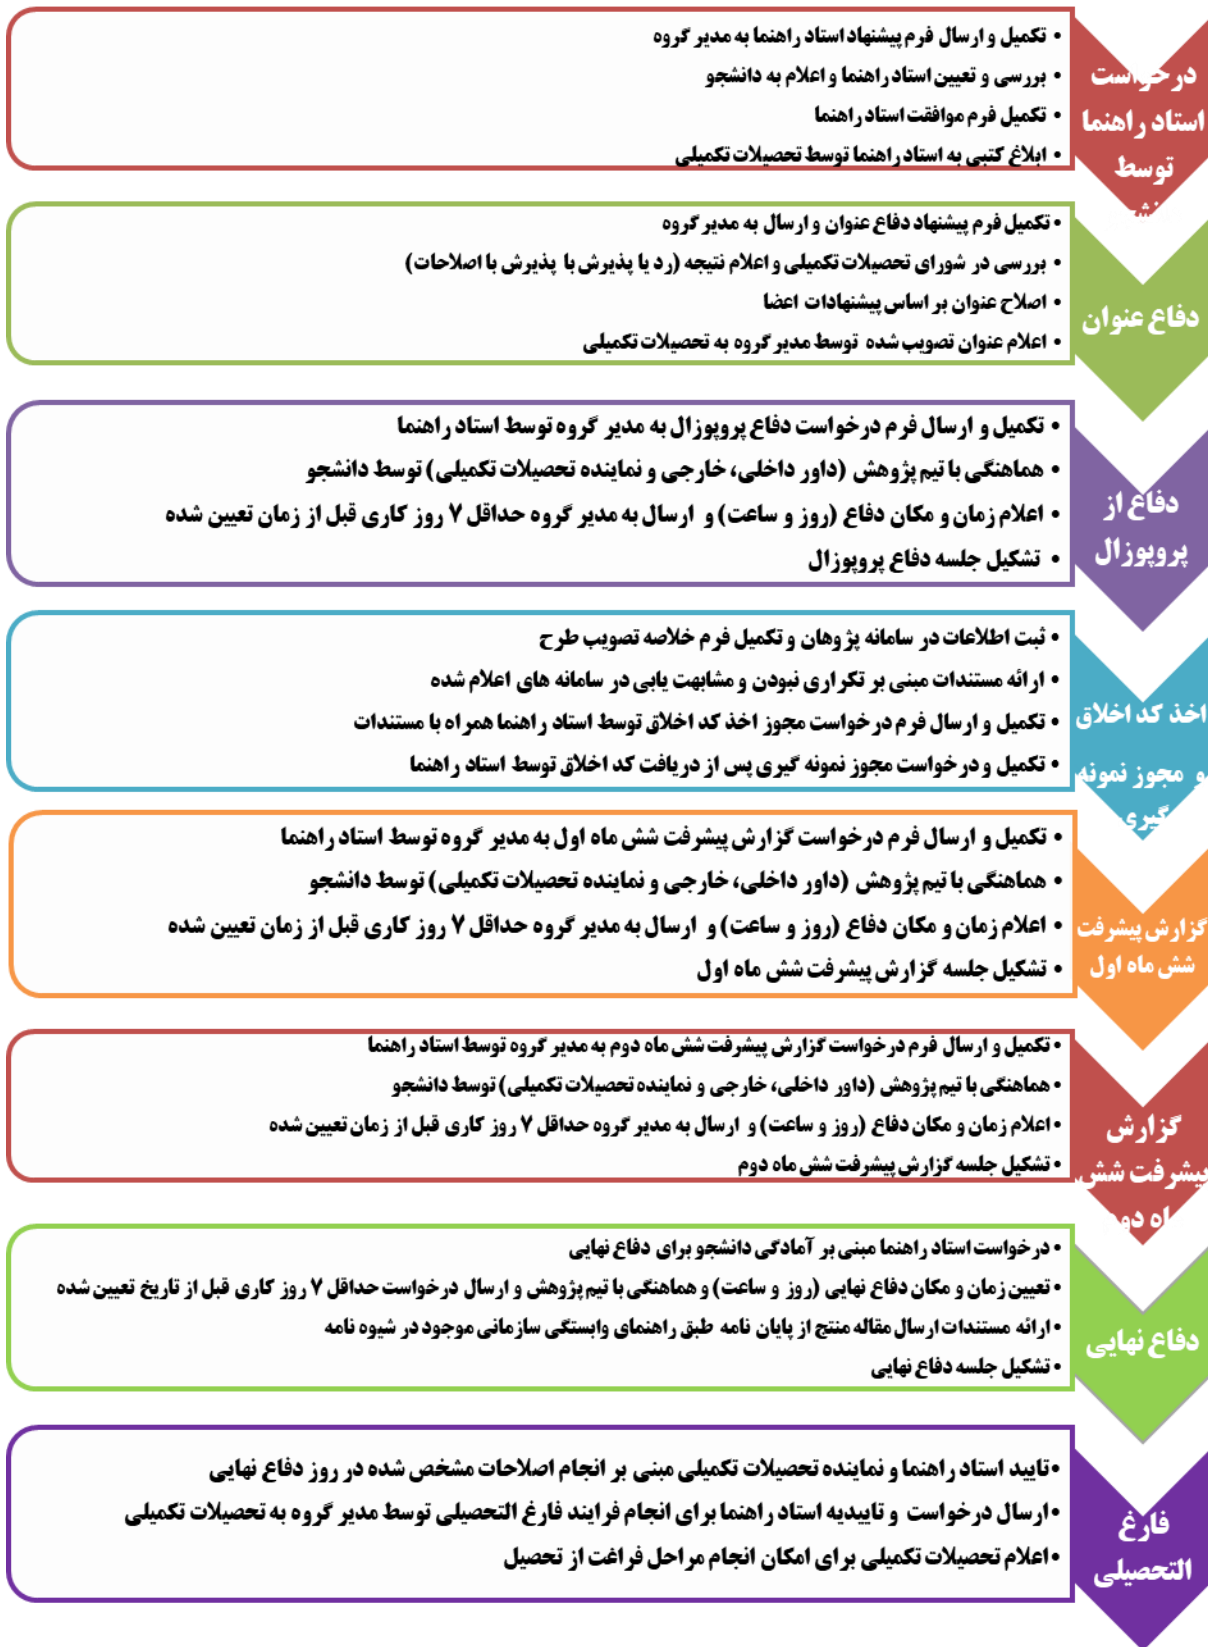 درخواست
استاد راهنما
توسط
• تکمیل و ارسال فرم پیشنهاد استاد راهنما به مدیر گروه
• بررسی و تعیین استاد راهنما و اعلام به دانشجو
• تکمیل فرم موافقت استاد راهنما
• ابلاغ کتبی به استاد راهنما توسط تحصیلات تکمیلی
دفاع عنوان
• تکمیل فرم پیشنهاد دفاع عنوان و ارسال به مدیر گروه
• بررسی در شورای تحصیلات تکمیلی و اعلام نتیجه (رد یا پذیرش با پذیرش با اصلاحات)
• اصلاح عنوان بر اساس پیشنهادات اعضا
• اعلام عنوان تصویب شده توسط مدیر گروه به تحصیلات تکمیلی
دفاع از
پروپوزال
• تکمیل و ارسال فرم درخواست دفاع پروپوزال به مدیر گروه توسط استاد راهنما
• هماهنگی با تیم پژوهش (داور داخلی، خارجی و نماینده تحصیلات تکمیلی) توسط دانشجو
• اعلام زمان و مکان دفاع (روز و ساعت) و ارسال به مدیر گروه حداقل ۷ روز کاری قبل از زمان تعیین شده
• تشکیل جلسه دفاع پروپوزال
اخذ کد اخلاق
و مجوز نمونه
گیری
• ثبت اطلاعات در سامانه پژوهان و تکمیل فرم خلاصه تصویب طرح
• ارائه مستندات مبنی بر تکراری نبودن و مشابهت یابی در سامانه های اعلام شده
• تکمیل و ارسال فرم درخواست مجوز اخذ کد اخلاق توسط استاد راهنما همراه با مستندات
• تکمیل و درخواست مجوز نمونه گیری پس از دریافت کد اخلاق توسط استاد راهنما
گزارش پیشرفت
شش ماه اول
• تکمیل و ارسال فرم درخواست گزارش پیشرفت شش ماه اول به مدیر گروه توسط استاد راهنما
• هماهنگی با تیم پژوهش (داور داخلی، خارجی و نماینده تحصیلات تکمیلی) توسط دانشجو
• اعلام زمان و مکان دفاع (روز و ساعت) و ارسال به مدیر گروه حداقل ۷ روز کاری قبل از زمان تعیین شده
• تشکیل جلسه گزارش پیشرفت شش ماه اول
گزارش
پیشرفت شش
ماه دوم
• تکمیل و ارسال فرم درخواست گزارش پیشرفت شش ماه دوم به مدیر گروه توسط استاد راهنما
• هماهنگی با تیم پژوهش (داور داخلی، خارجی و نماینده تحصیلات تکمیلی) توسط دانشجو
• اعلام زمان و مکان دفاع (روز و ساعت) و ارسال به مدیر گروه حداقل ۷ روز کاری قبل از زمان تعیین شده
• تشکیل جلسه گزارش پیشرفت شش ماه دوم
دفاع نهایی
• درخواست استاد راهنما مبنی بر آمادگی دانشجو برای دفاع نهایی
• تعیین زمان و مکان دفاع نهایی (روز و ساعت) و هماهنگی با تیم پژوهش و ارسال درخواست حداقل ۷ روز کاری قبل از تاریخ تعیین شده
• ارائه مستندات ارسال مقاله منتج از پایان نامه طبق راهنمای وابستگی سازمانی موجود در شیوه نامه
• تشکیل جلسه دفاع نهایی
فارغ
التحصیلی
• تایید استاد راهنما و نماینده تحصیلات تکمیلی مبنی بر انجام اصلاحات مشخص شده در روز دفاع نهایی
• ارسال درخواست و تاییدیه استاد راهنما برای انجام فرایند فارغ التحصیلی توسط مدیر گروه به تحصیلات تکمیلی
• اعلام تحصیلات تکمیلی برای امکان انجام مراحل فراغت از تحصیل